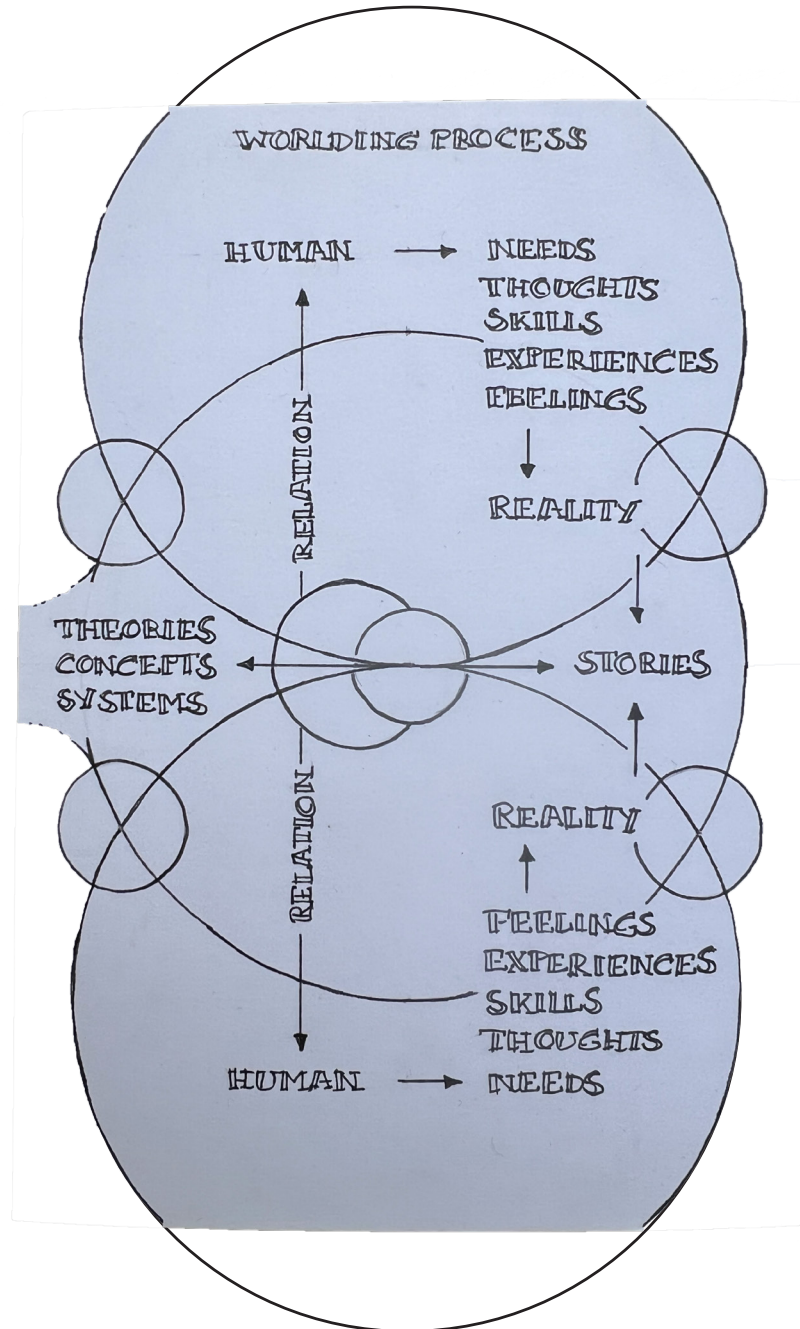 WORLDING PROCESS
HUMAN
NEEDS
THOUGHTS
SKILLS
EXPERIENCES
FEELINGS
RELATION
REALITY
THEORIES
CONCEPTS
SYSTEMS
STORIES
RELATION
REALITY
FEELINGS
EXPERIENCES
SKILLS
THOUGHTS
HUMAN
NEEDS